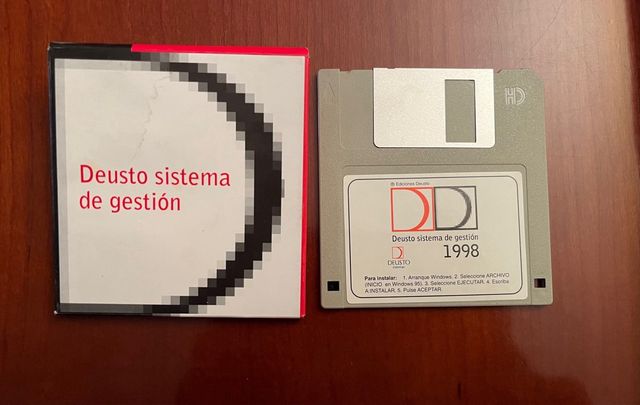 Deusto sistema
de gestión
HD
® Ediciones Deusto
DD
Deusto sistema de gestión
1998
DEUSTO
Para instalar: 1. Arranque Windows. 2. Seleccione ARCHIVO
(INICIO en Windows 95). 3. Seleccione EJECUTAR. 4. Escriba
A:INSTALAR. 5. Pulse ACEPTAR.